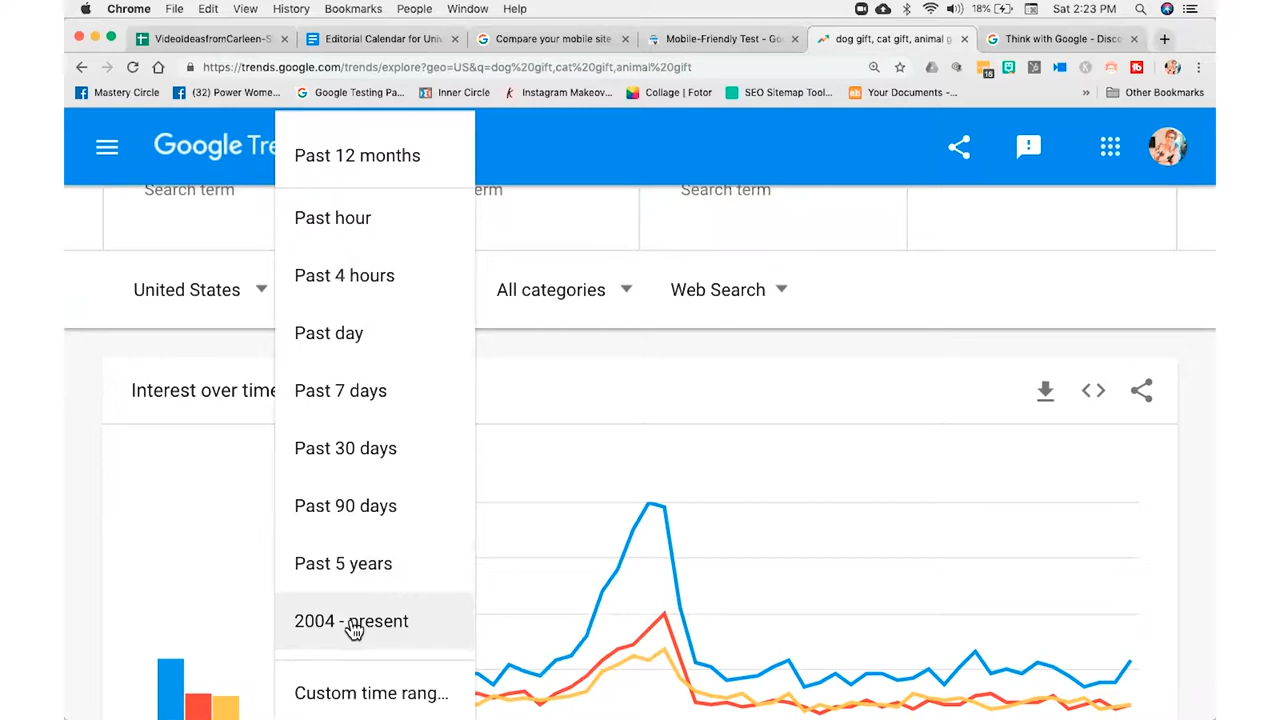 Chrome File Edit View History Bookmarks People Window Help 18% Sat 2:23 PM
VideoIdeasfromCarleen-S Editorial Calendar for Univ Compare your mobile site Mobile-Friendly Test - Goo dog gift, cat gift, animal g Think with Google - Disco
https://trends.google.com/trends/explore?geo=US&q=dog%20gift,cat%20gift,animal%20gift 16
Mastery Circle (32) Power Wome... Google Testing Pa... Inner Circle Instagram Makeov... Collage | Fotor SEO Sitemap Tool... Your Documents -... » Other Bookmarks
Google Tre
Past 12 months
Search term erm Search term
Past hour
Past 4 hours
United States All categories Web Search
Past day
Interest over time
Past 7 days
Past 30 days
Past 90 days
Past 5 years
2004 - present
Custom time rang...